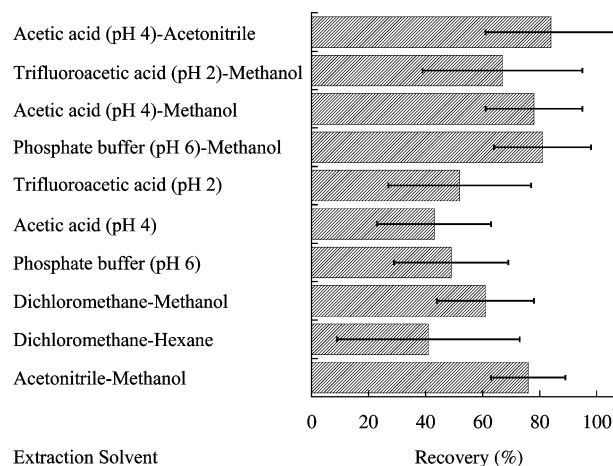 Acetic acid (pH 4)-Acetonitrile
Trifluoroacetic acid (pH 2)-Methanol
Acetic acid (pH 4)-Methanol
Phosphate buffer (pH 6)-Methanol
Trifluoroacetic acid (pH 2)
Acetic acid (pH 4)
Phosphate buffer (pH 6)
Dichloromethane-Methanol
Dichloromethane-Hexane
Acetonitrile-Methanol
0 20 40 60 80 100
Extraction Solvent Recovery (%)